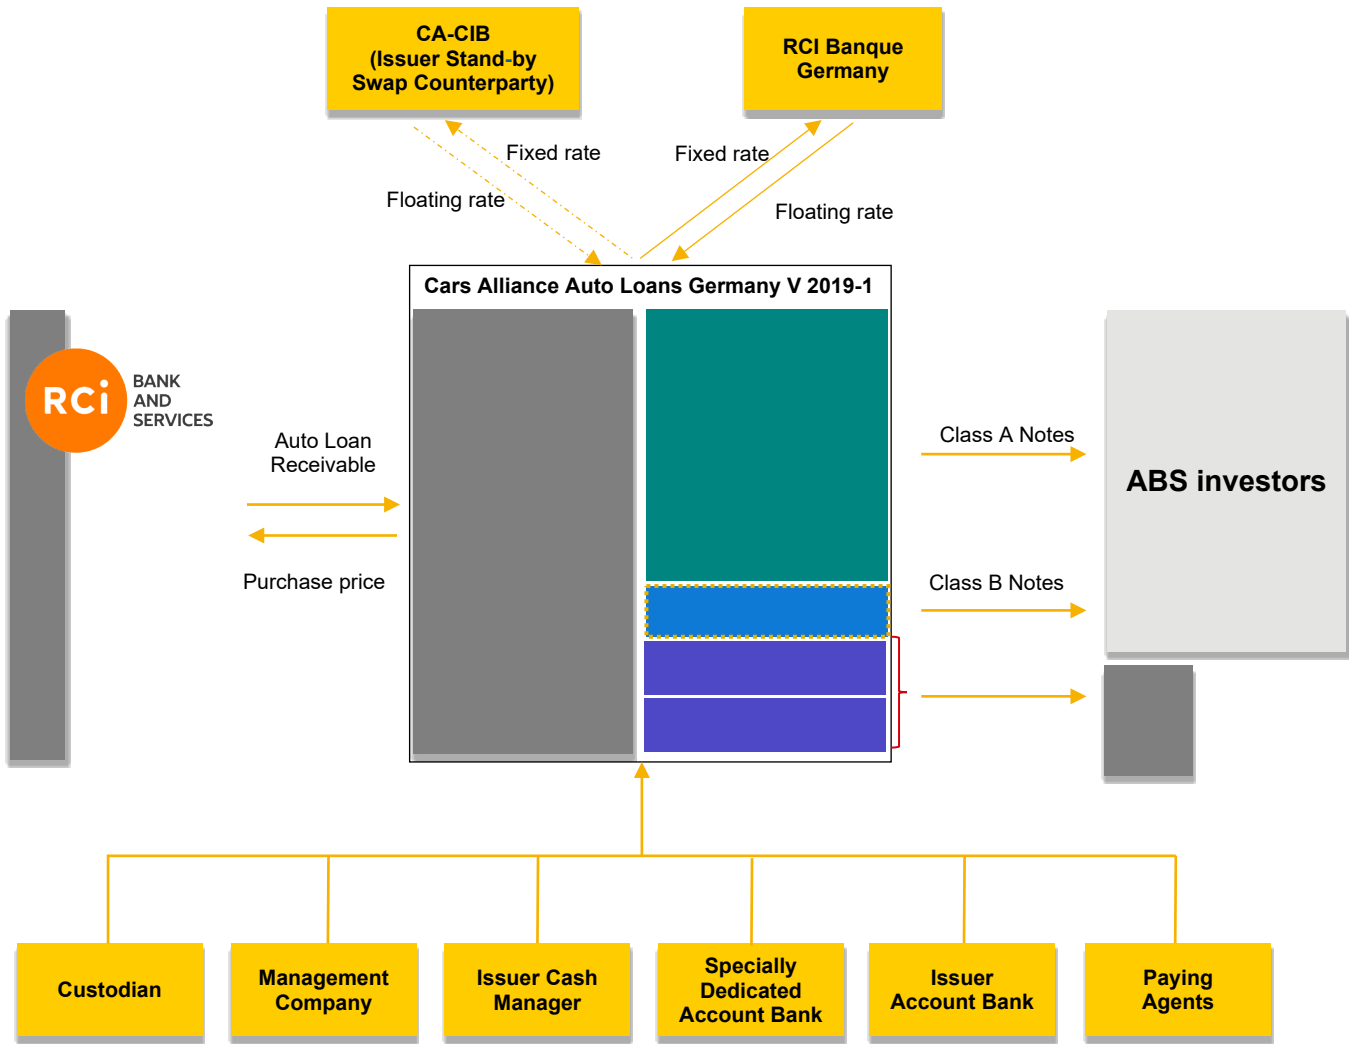 CA-CIB
(Issuer Stand-by
Swap Counterparty)
RCI Banque
Germany
Fixed rate
Fixed rate
Floating rate
Floating rate
Cars Alliance Auto Loans Germany V 2019-1
RCi
BANK
AND
SERVICES
Auto Loan
Receivable
Purchase price
Class A Notes
ABS investors
Class B Notes
Custodian
Management
Company
Issuer Cash
Manager
Specially
Dedicated
Account Bank
Issuer
Account Bank
Paying
Agents